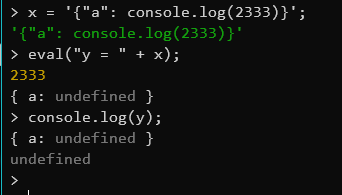 > x = '{"a": console.log(2333)}';
'{"a": console.log(2333)}'
> eval("y = " + x);
2333
{ a: undefined }
> console.log(y);
{ a: undefined }
undefined
>